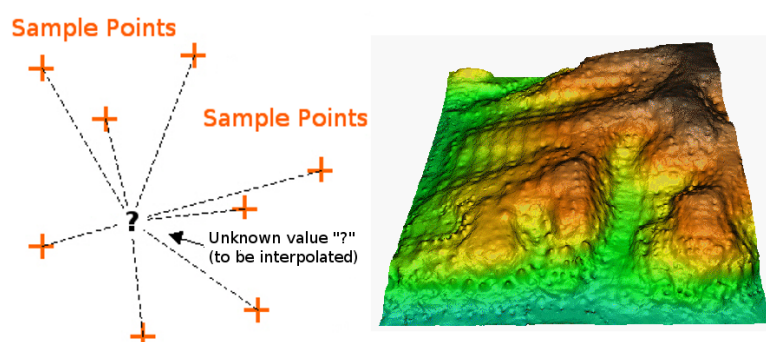 Sample Points
Sample Points
?
Unknown value "?"
(to be interpolated)